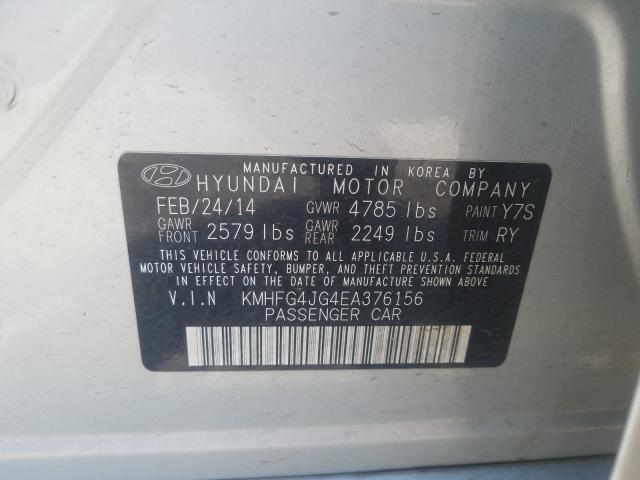 MANUFACTURED IN KOREA BY
HYUNDAI MOTOR COMPANY
FEB/24/14 GVWR 4785 lbs PAINT Y7S
GAWR FRONT 2579 lbs GAWR REAR 2249 lbs TRIM RY
THIS VEHICLE CONFORMS TO ALL APPLICABLE U.S.A. FEDERAL
MOTOR VEHICLE SAFETY, BUMPER, AND THEFT PREVENTION STANDARDS
IN EFFECT ON THE DATE OF MANUFACTURE SHOWN ABOVE
V.I.N KMHFG4JG4EA376156
PASSENGER CAR